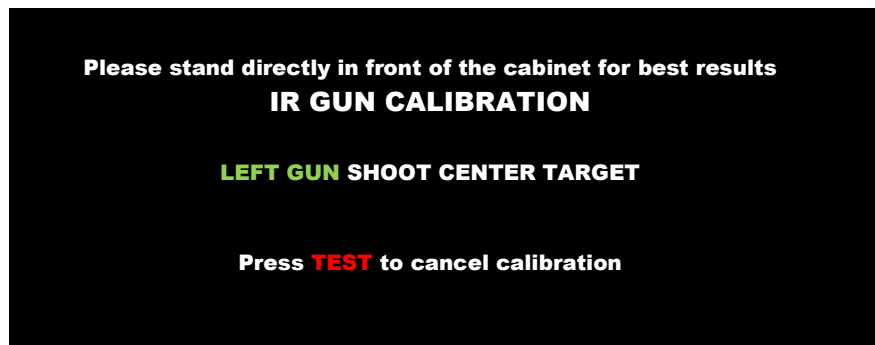 Please stand directly in front of the cabinet for best results
IR GUN CALIBRATION
LEFT GUN SHOOT CENTER TARGET
Press TEST to cancel calibration